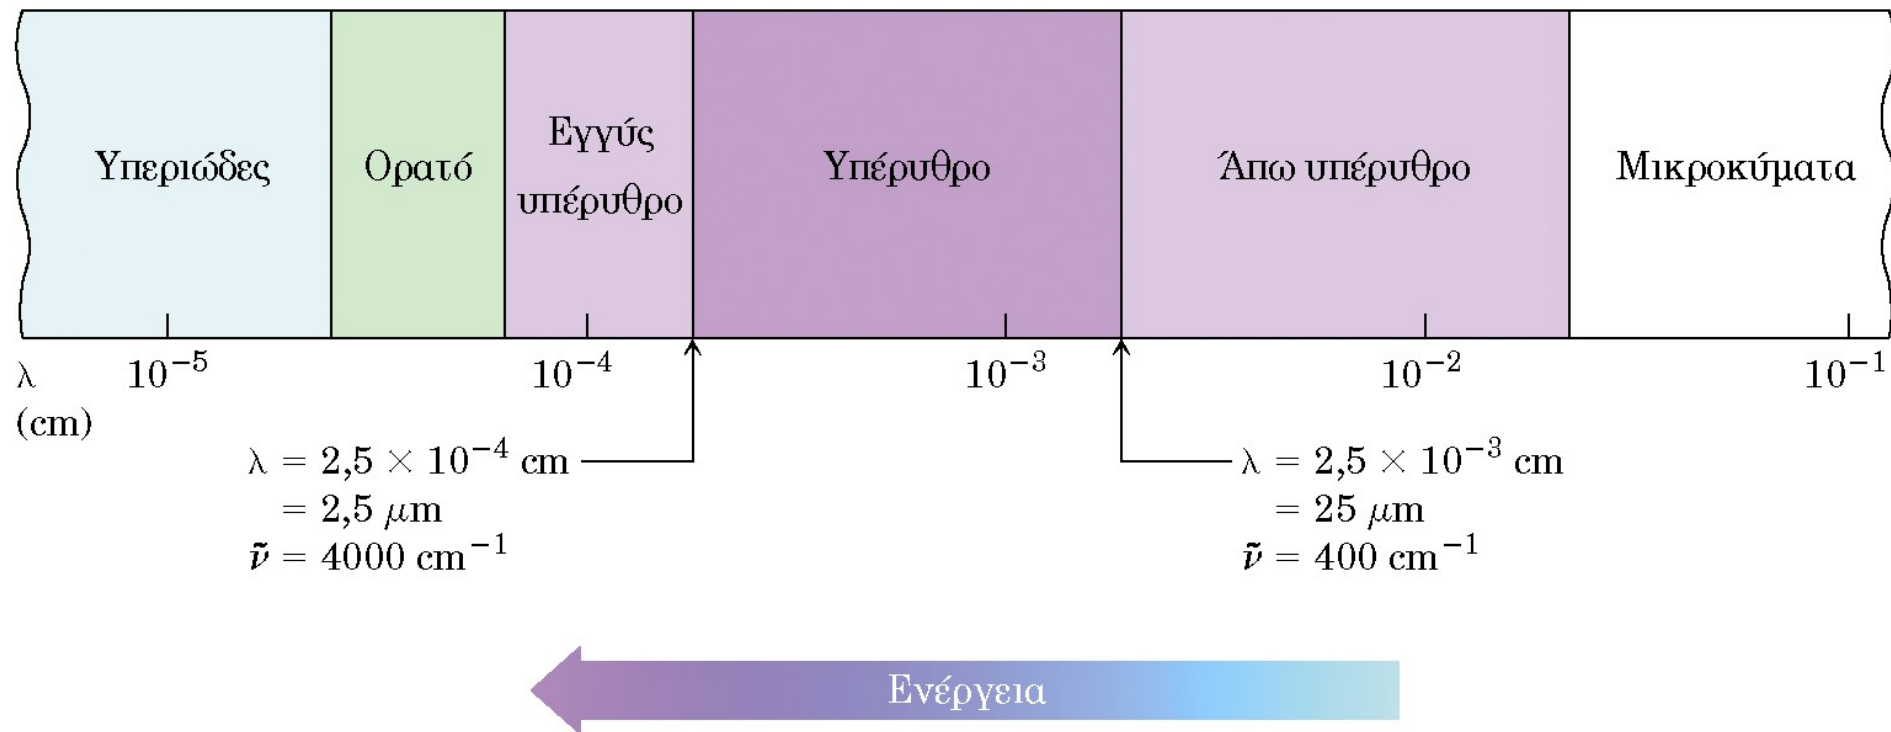 Υπεριώδες
Ορατό
Εγγύς
υπέρυθρο
Υπέρυθρο
Άπω υπέρυθρο
Μικροκύματα
λ
(cm)
10⁻⁵
10⁻⁴
10⁻³
10⁻²
10⁻¹
λ = 2,5 × 10⁻⁴ cm
= 2,5 μm
ν̃ = 4000 cm⁻¹
λ = 2,5 × 10⁻³ cm
= 25 μm
ν̃ = 400 cm⁻¹
Ενέργεια